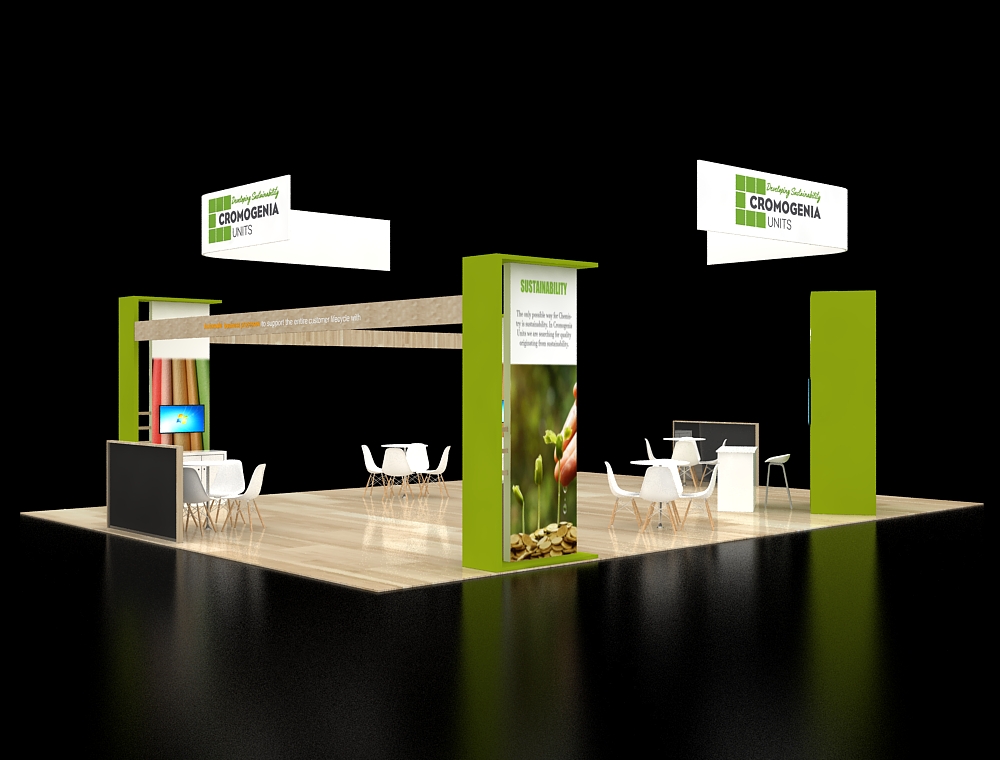 Developing Sustainability
CROMOGENIA
UNITS
Developing Sustainability
CROMOGENIA
UNITS
SUSTAINABILITY
The only possible way for Chemis-
try is sustainability. In Cromogenia
Units we are searching for quality
originating from sustainability.
to support the entire customer lifecycle with